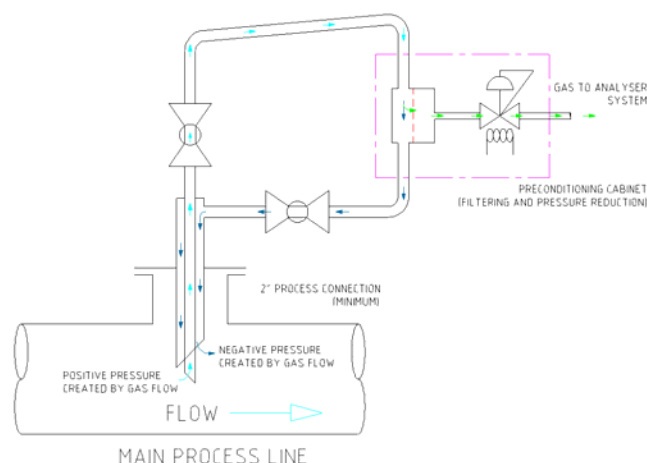 GAS TO ANALYSER
SYSTEM
PRECONDITIONING CABINET
(FILTERING AND PRESSURE REDUCTION)
2" PROCESS CONNECTION
(MINIMUM)
NEGATIVE PRESSURE
CREATED BY GAS FLOW
POSITIVE PRESSURE
CREATED BY GAS FLOW
FLOW
MAIN PROCESS LINE